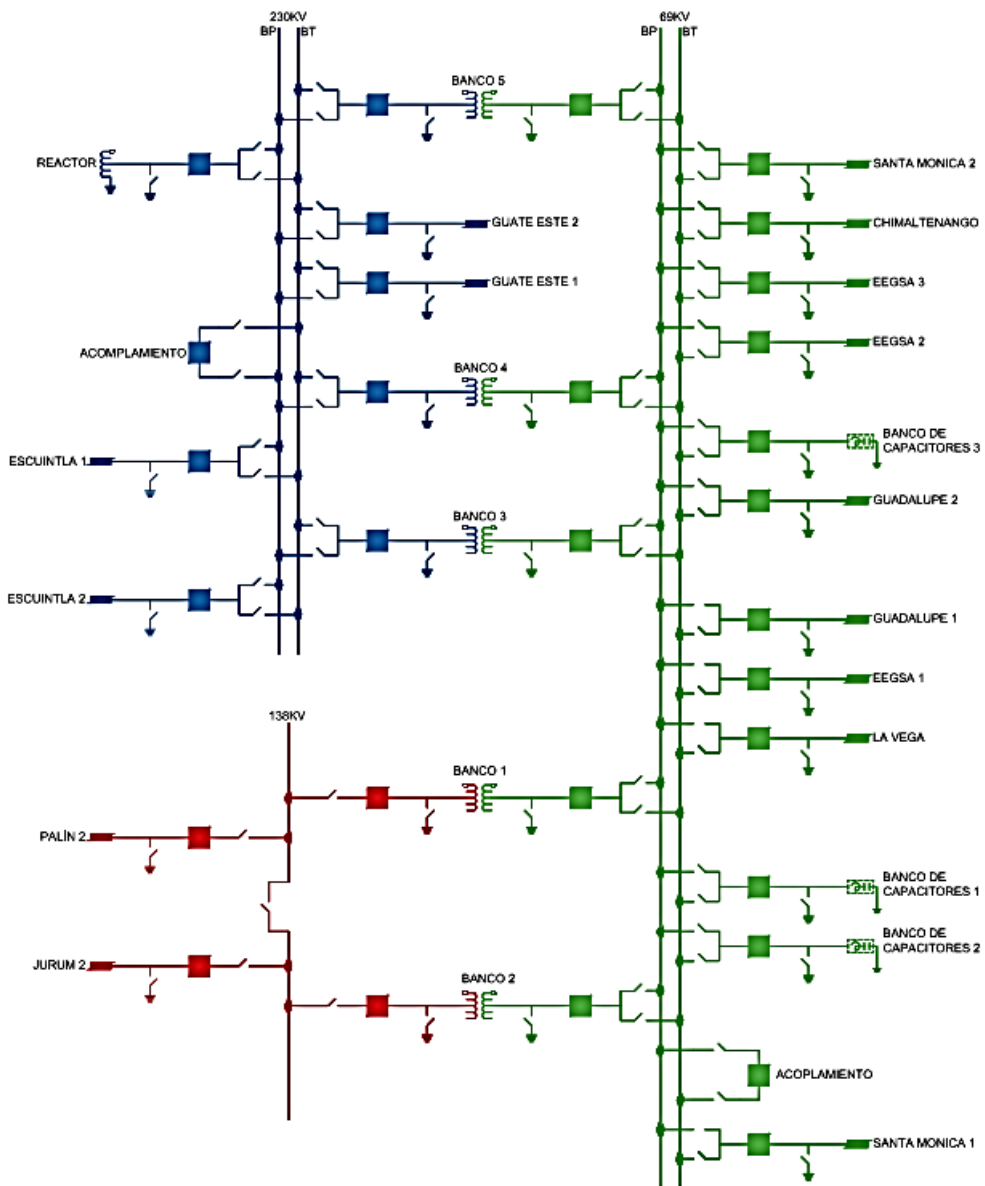 230KV
BP BT
69KV
BP BT
BANCO 5
REACTOR
SANTA MONICA 2
GUATE ESTE 2
CHIMALTENANGO
GUATE ESTE 1
EEGSA 3
ACOMPLAMIENTO
EEGSA 2
BANCO 4
BANCO DE
CAPACITORES 3
ESCUINTLA 1
GUADALUPE 2
BANCO 3
ESCUINTLA 2
GUADALUPE 1
EEGSA 1
138KV
LA VEGA
BANCO 1
PALÍN 2
BANCO DE
CAPACITORES 1
BANCO DE
CAPACITORES 2
JURUM 2
BANCO 2
ACOPLAMIENTO
SANTA MONICA 1